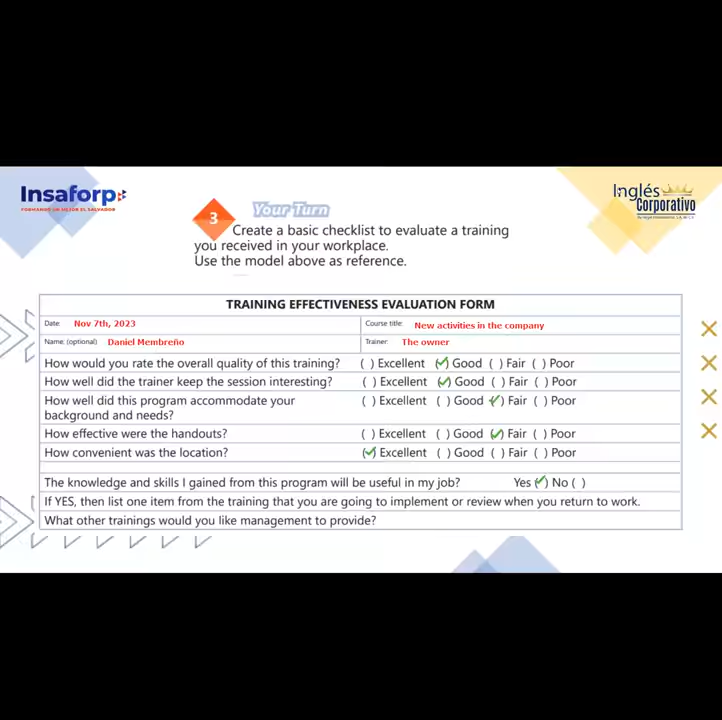 Insaforp
FORMANDO UN MEJOR EL SALVADOR
Inglés
Corporativo
3
Your Turn
Create a basic checklist to evaluate a training
you received in your workplace.
Use the model above as reference.
TRAINING EFFECTIVENESS EVALUATION FORM
Date: Nov 7th, 2023 Course title: New activities in the company
Name: (optional) Daniel Membreño Trainer: The owner
How would you rate the overall quality of this training? ( ) Excellent (✓) Good ( ) Fair ( ) Poor
How well did the trainer keep the session interesting? ( ) Excellent (✓) Good ( ) Fair ( ) Poor
How well did this program accommodate your ( ) Excellent ( ) Good (✓) Fair ( ) Poor
background and needs?
How effective were the handouts? ( ) Excellent ( ) Good (✓) Fair ( ) Poor
How convenient was the location? (✓) Excellent ( ) Good ( ) Fair ( ) Poor
The knowledge and skills I gained from this program will be useful in my job? Yes (✓) No ( )
If YES, then list one item from the training that you are going to implement or review when you return to work.
What other trainings would you like management to provide?